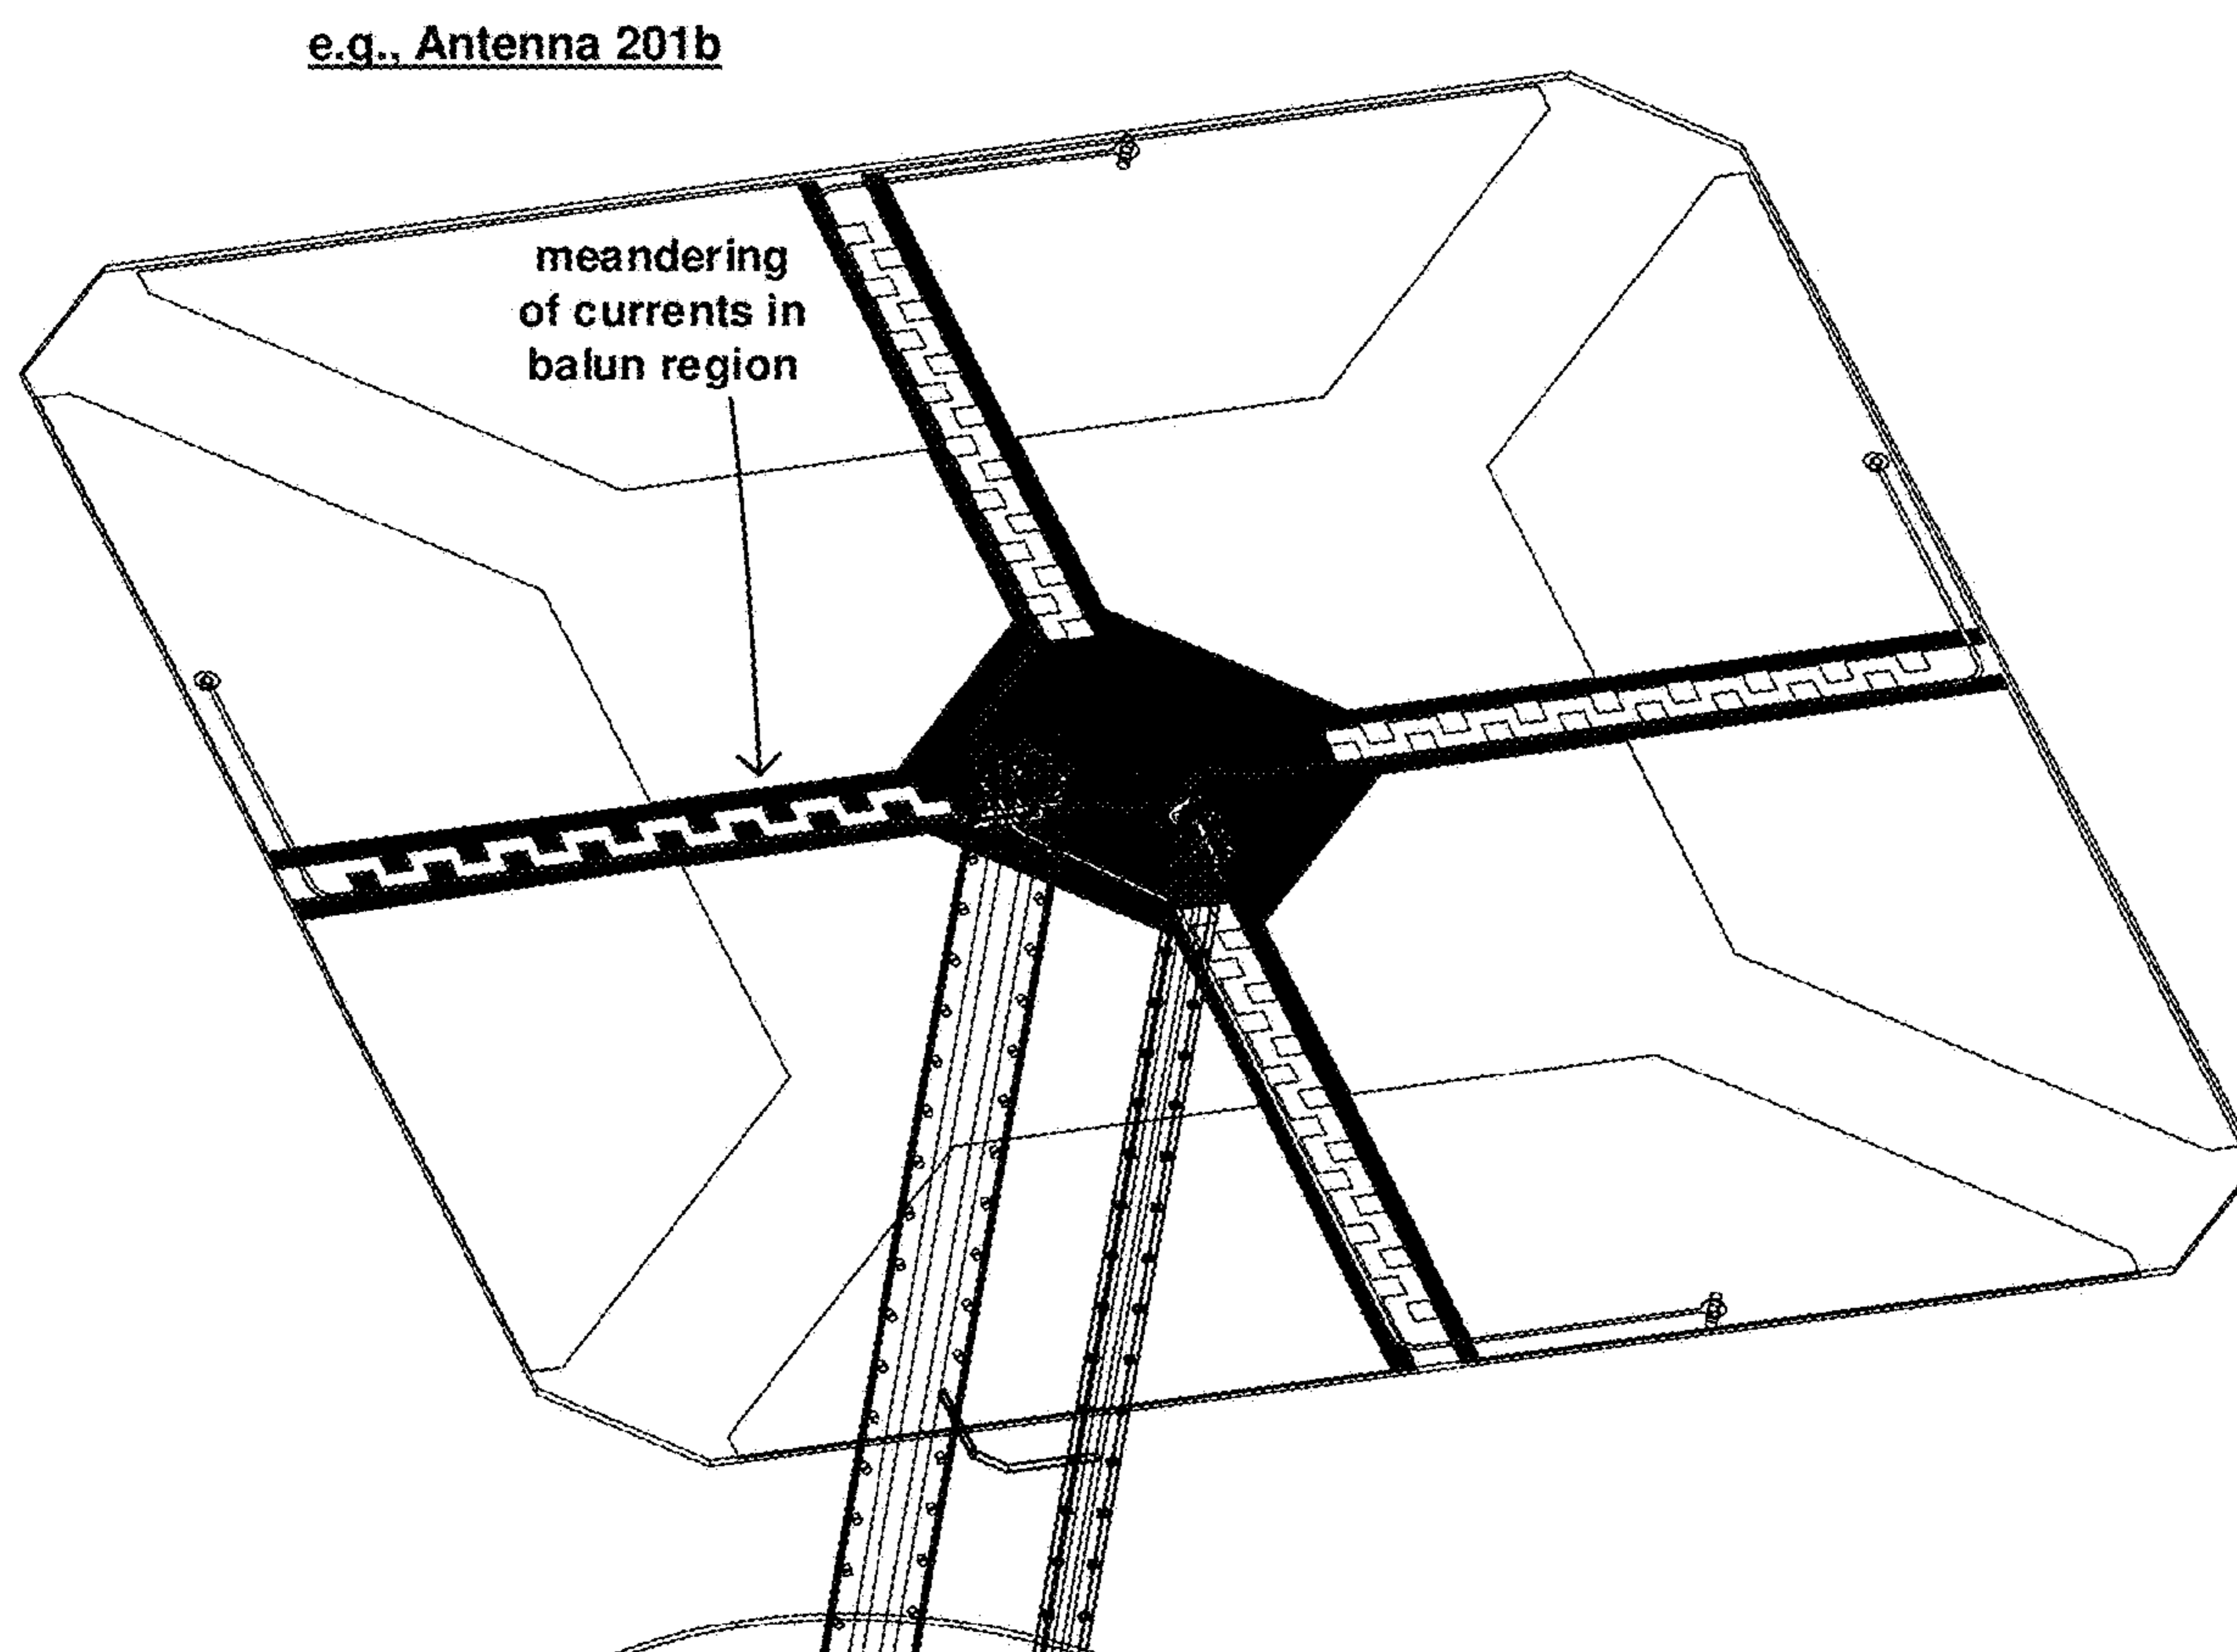 e.g., Antenna 201b
meandering
of currents in
balun region